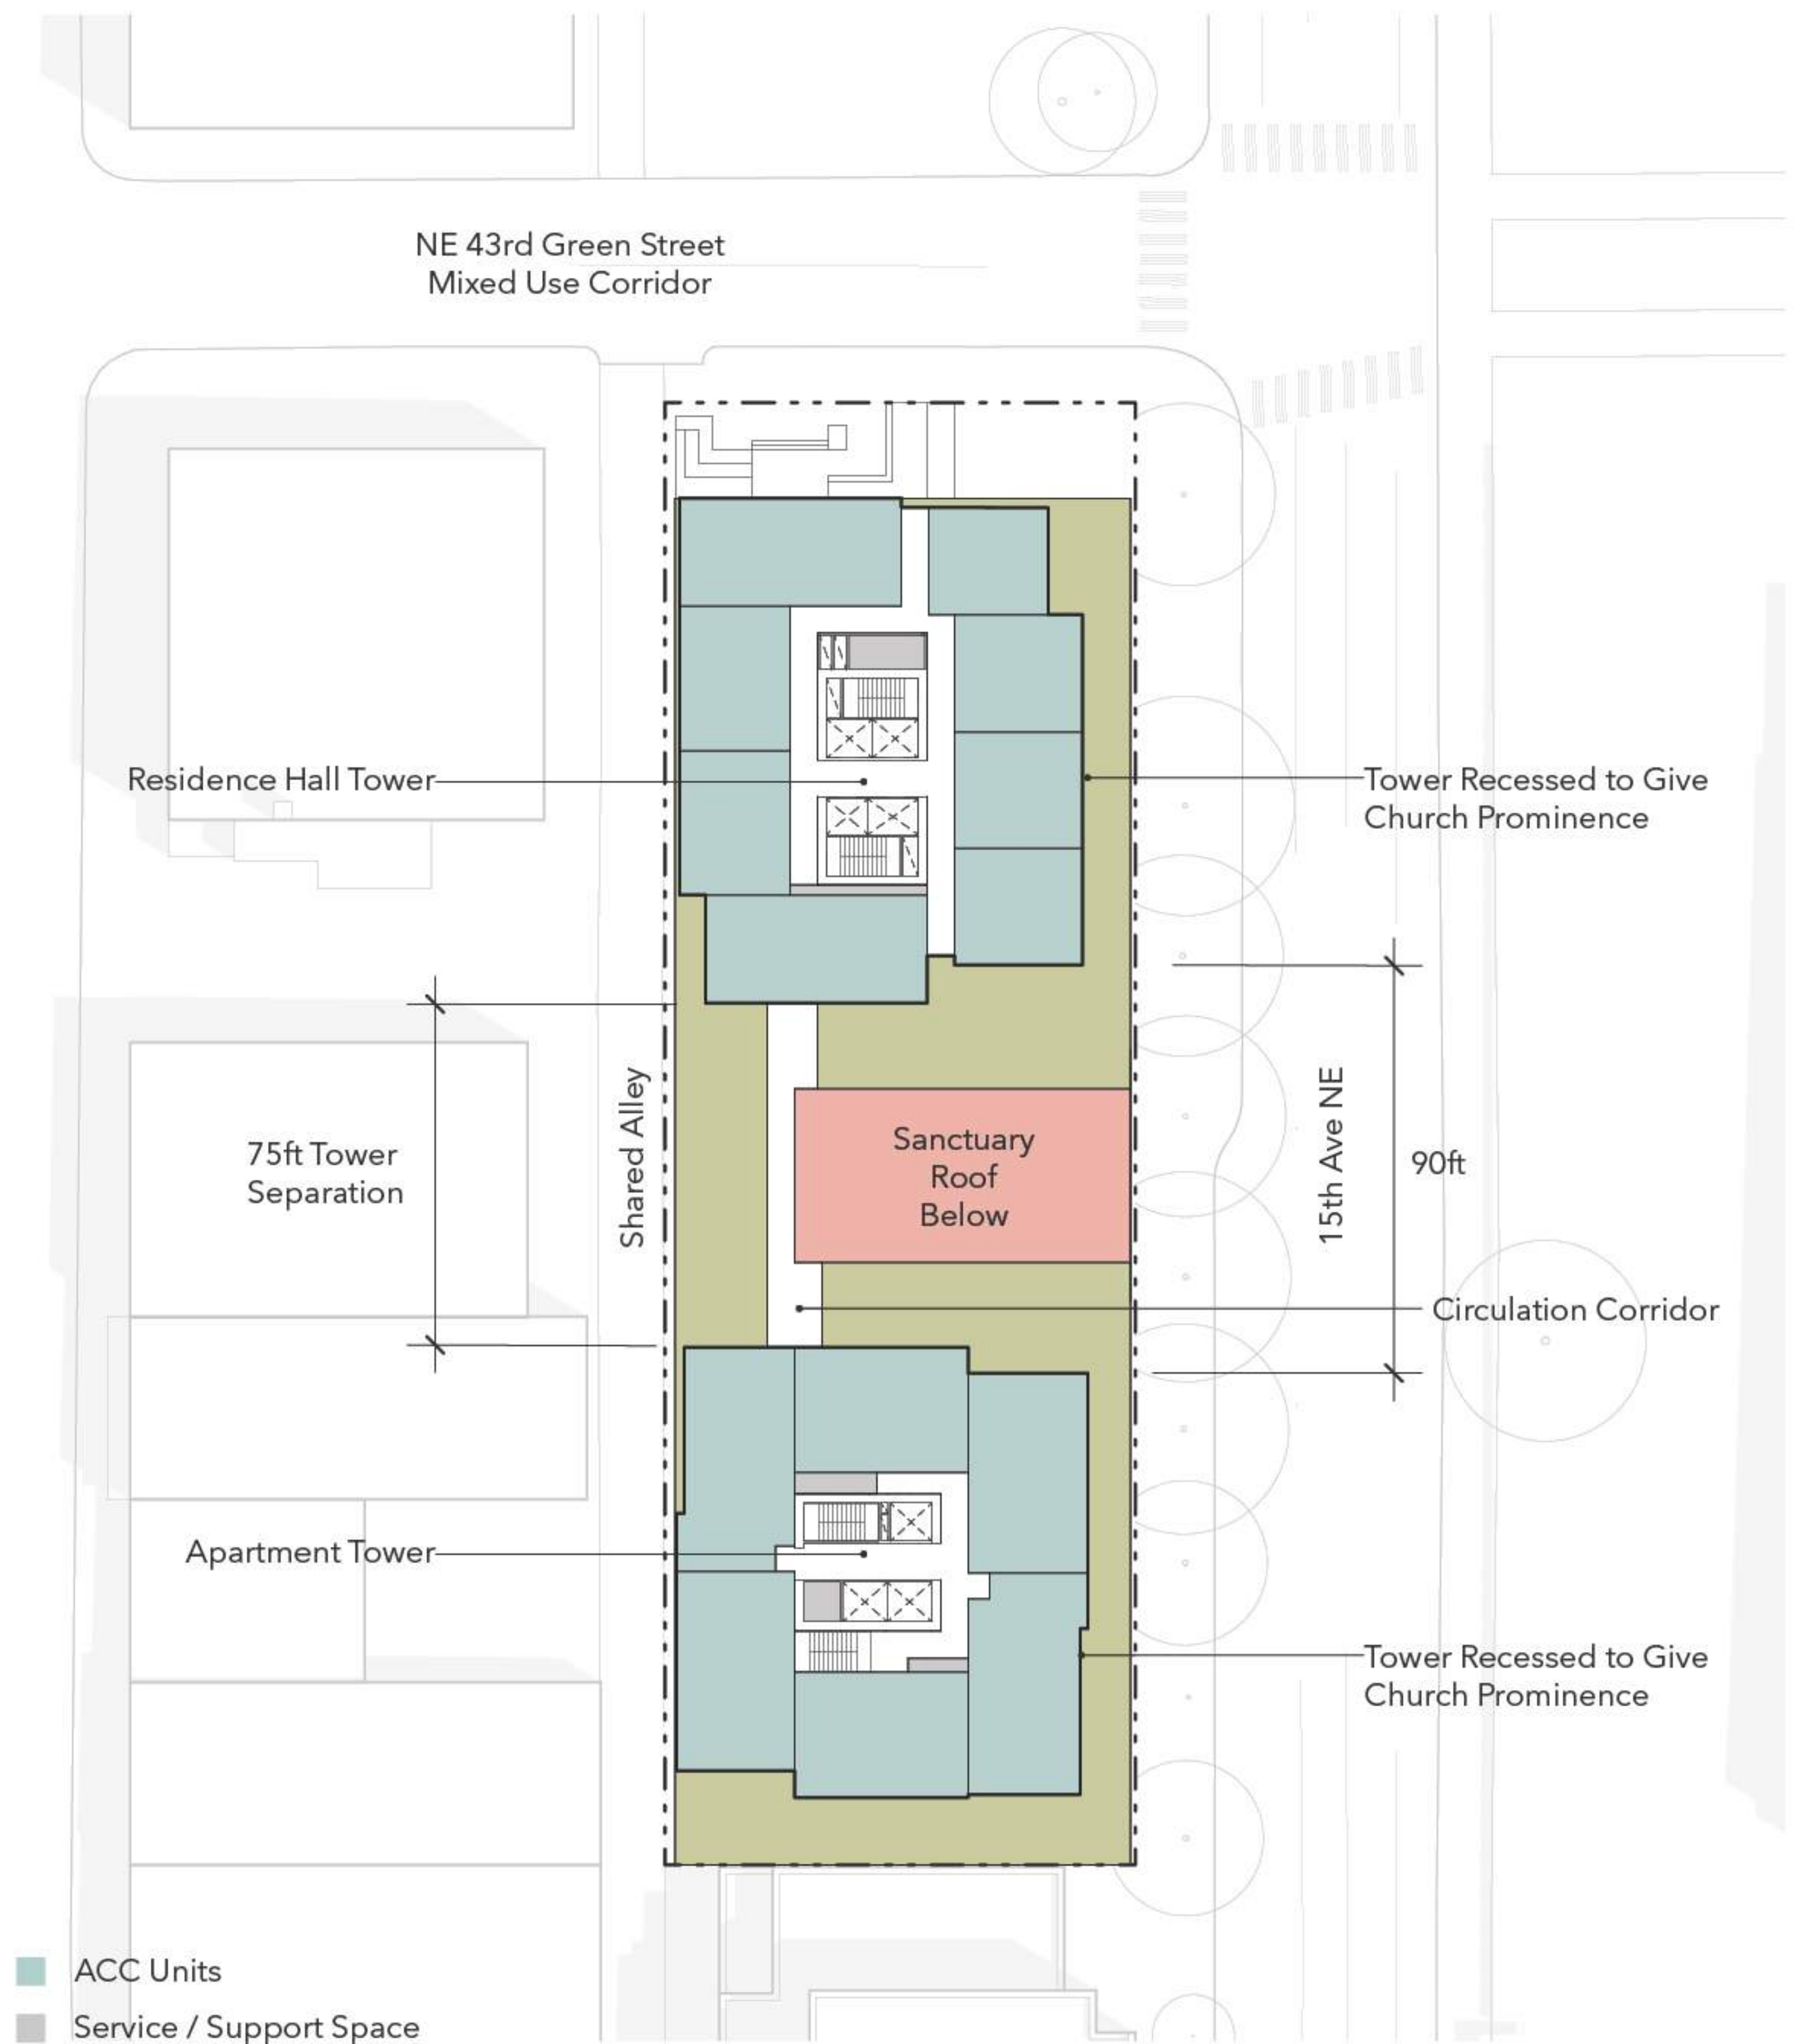 NE 43rd Green Street
Mixed Use Corridor
Residence Hall Tower
Tower Recessed to Give
Church Prominence
Shared Alley
75ft Tower
Separation
Sanctuary
Roof
Below
15th Ave NE
90ft
Circulation Corridor
Apartment Tower
Tower Recessed to Give
Church Prominence
ACC Units
Service / Support Space